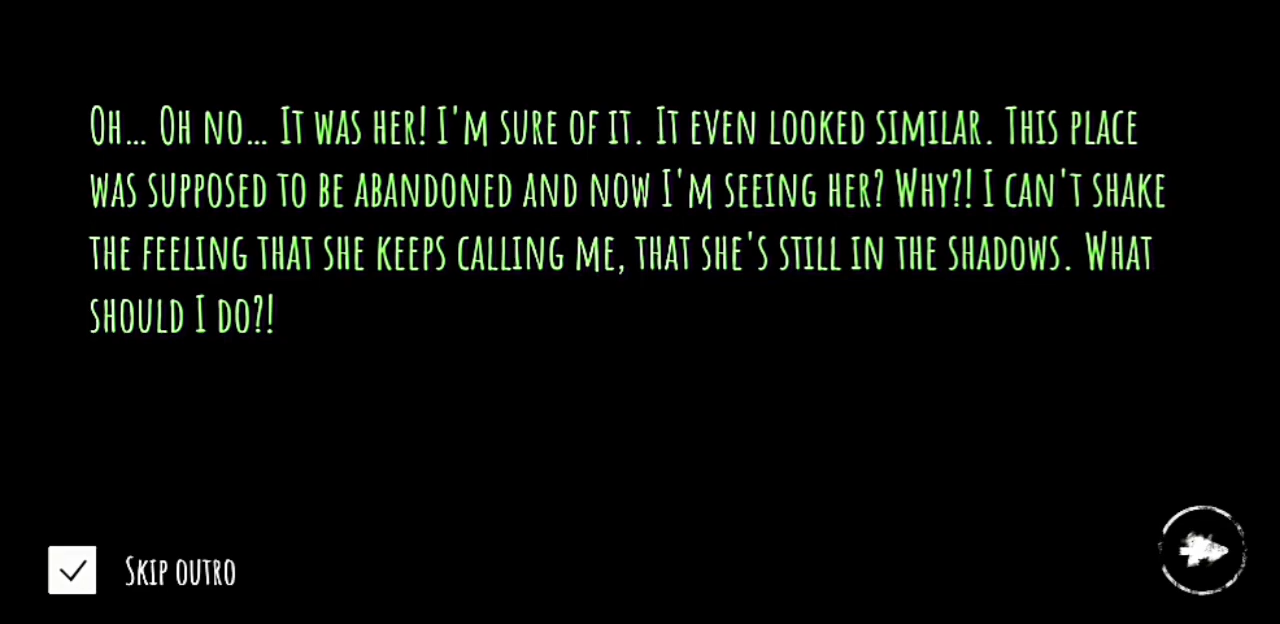 Oh... Oh no... It was her! I'm sure of it. It even looked similar. This place
was supposed to be abandoned and now I'm seeing her? Why?! I can't shake
the feeling that she keeps calling me, that she's still in the shadows. What
should I do?!
Skip outro